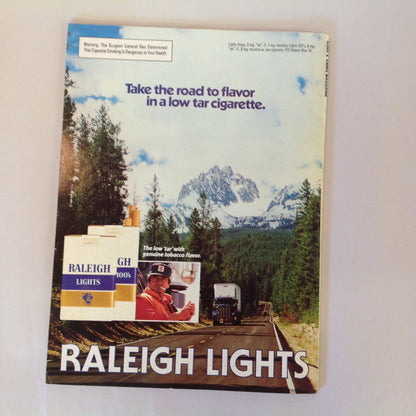 Warning: The Surgeon General Has Determined
That Cigarette Smoking Is Dangerous to Your Health.
Take the road to flavor
in a low tar cigarette.
The low 'tar' with
genuine tobacco flavor.
RALEIGH
LIGHTS
100's
RALEIGH LIGHTS